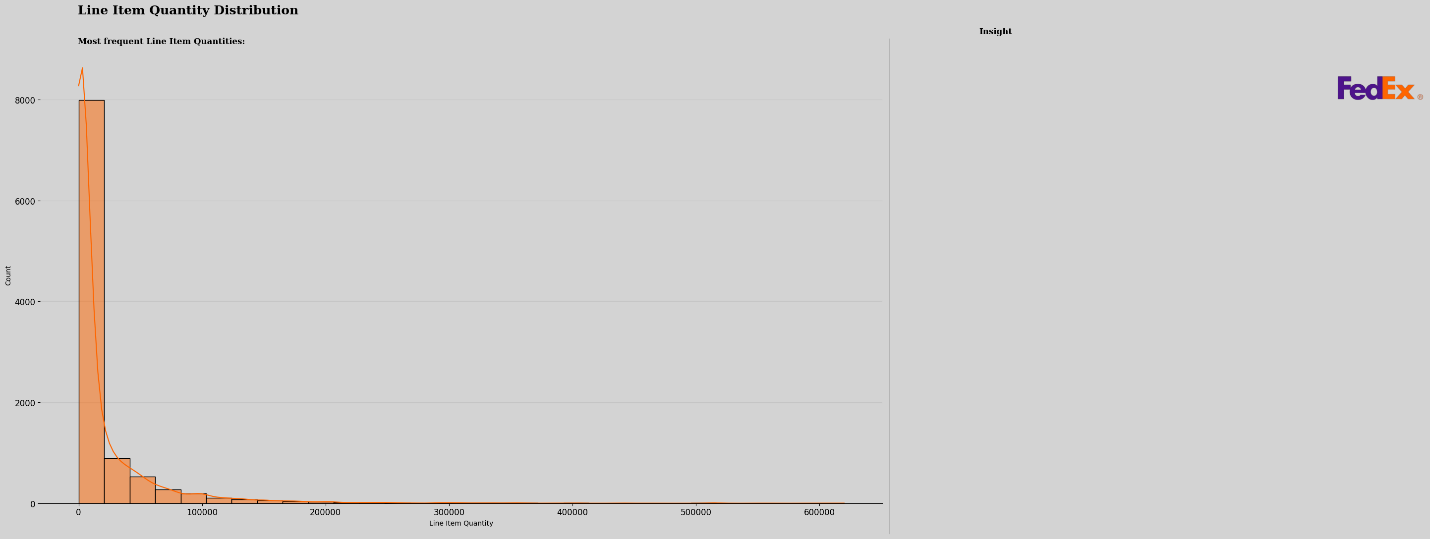 Line Item Quantity Distribution
Insight
Most frequent Line Item Quantities:
FedEx®
8000
6000
4000
2000
0
Count
0 100000 200000 300000 400000 500000 600000
Line Item Quantity